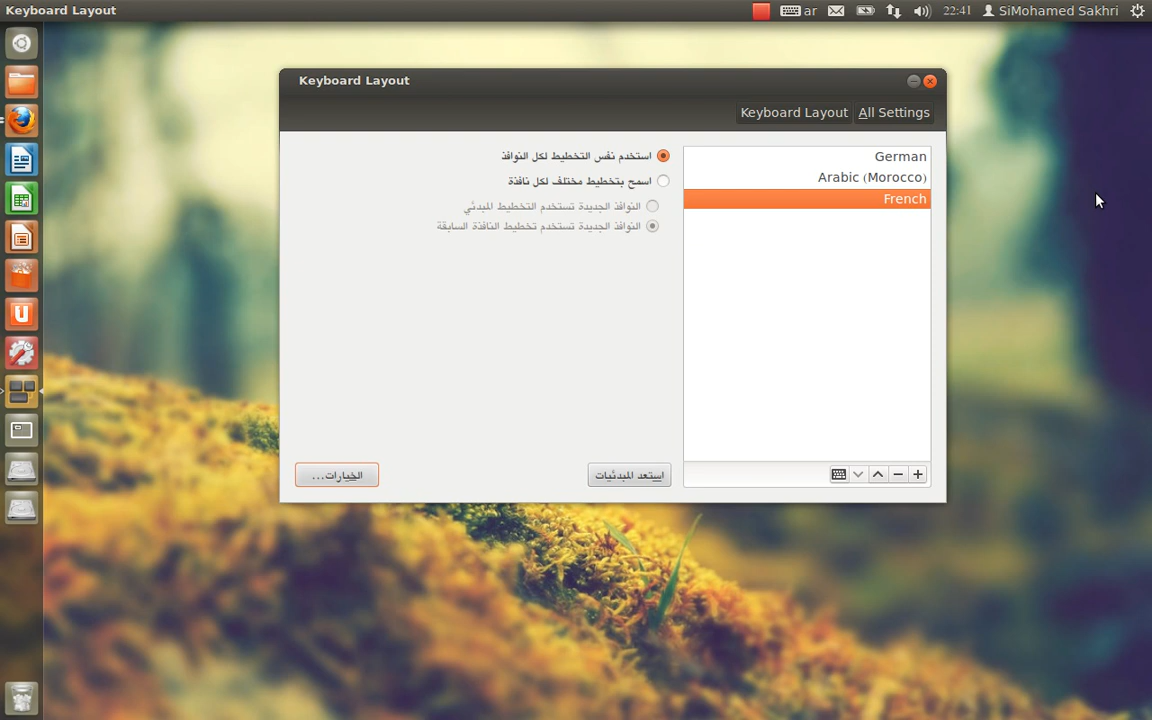 Keyboard Layout
ar
22:41
SiMohamed Sakhri
Keyboard Layout
Keyboard Layout
All Settings
استخدم نفس التخطيط لكل النوافذ
اسمح بتخطيط مختلف لكل نافذة
النوافذ الجديدة تستخدم التخطيط المبدئي
النوافذ الجديدة تستخدم تخطيط النافذة السابقة
German
Arabic (Morocco)
French
استعد المبدئيات
الخيارات...